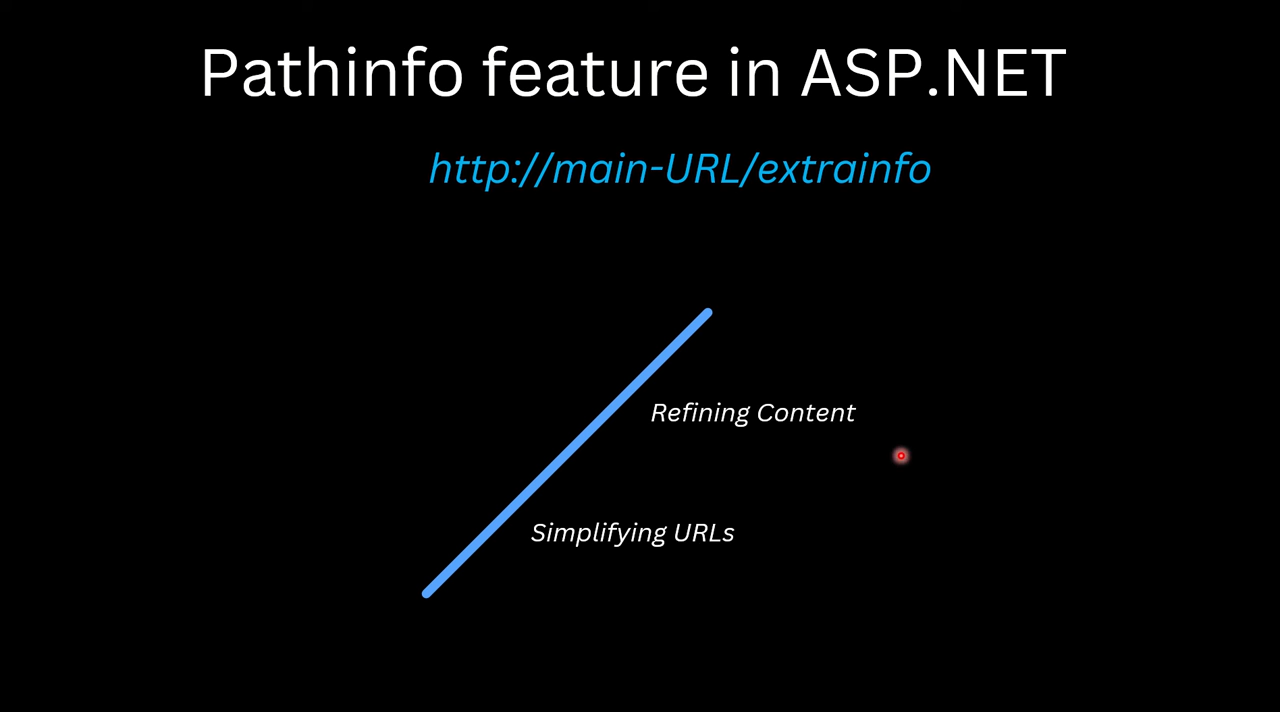 Pathinfo feature in ASP.NET
http://main-URL/extrainfo
Refining Content
Simplifying URLs